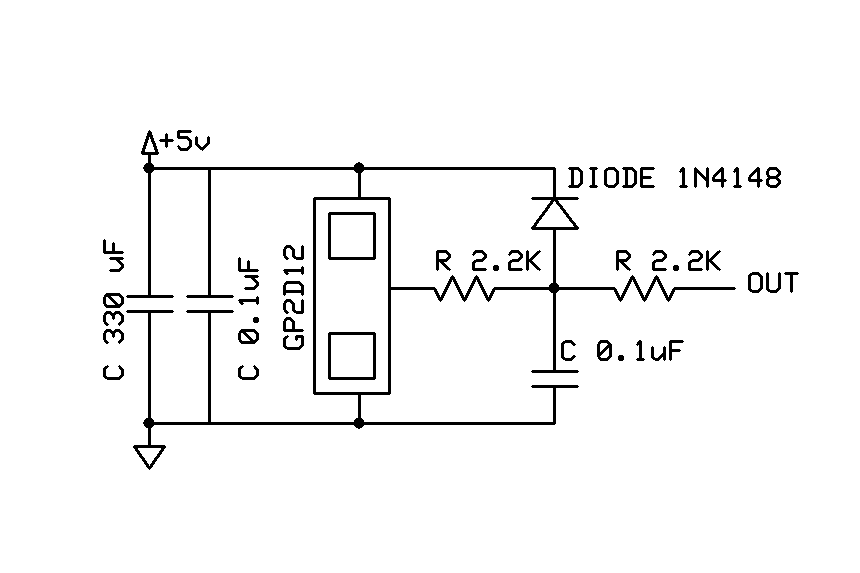 +5v
DIODE 1N4148
C 330 uF
C 0.1uF
GP2D12
R 2.2K
R 2.2K
OUT
C 0.1uF